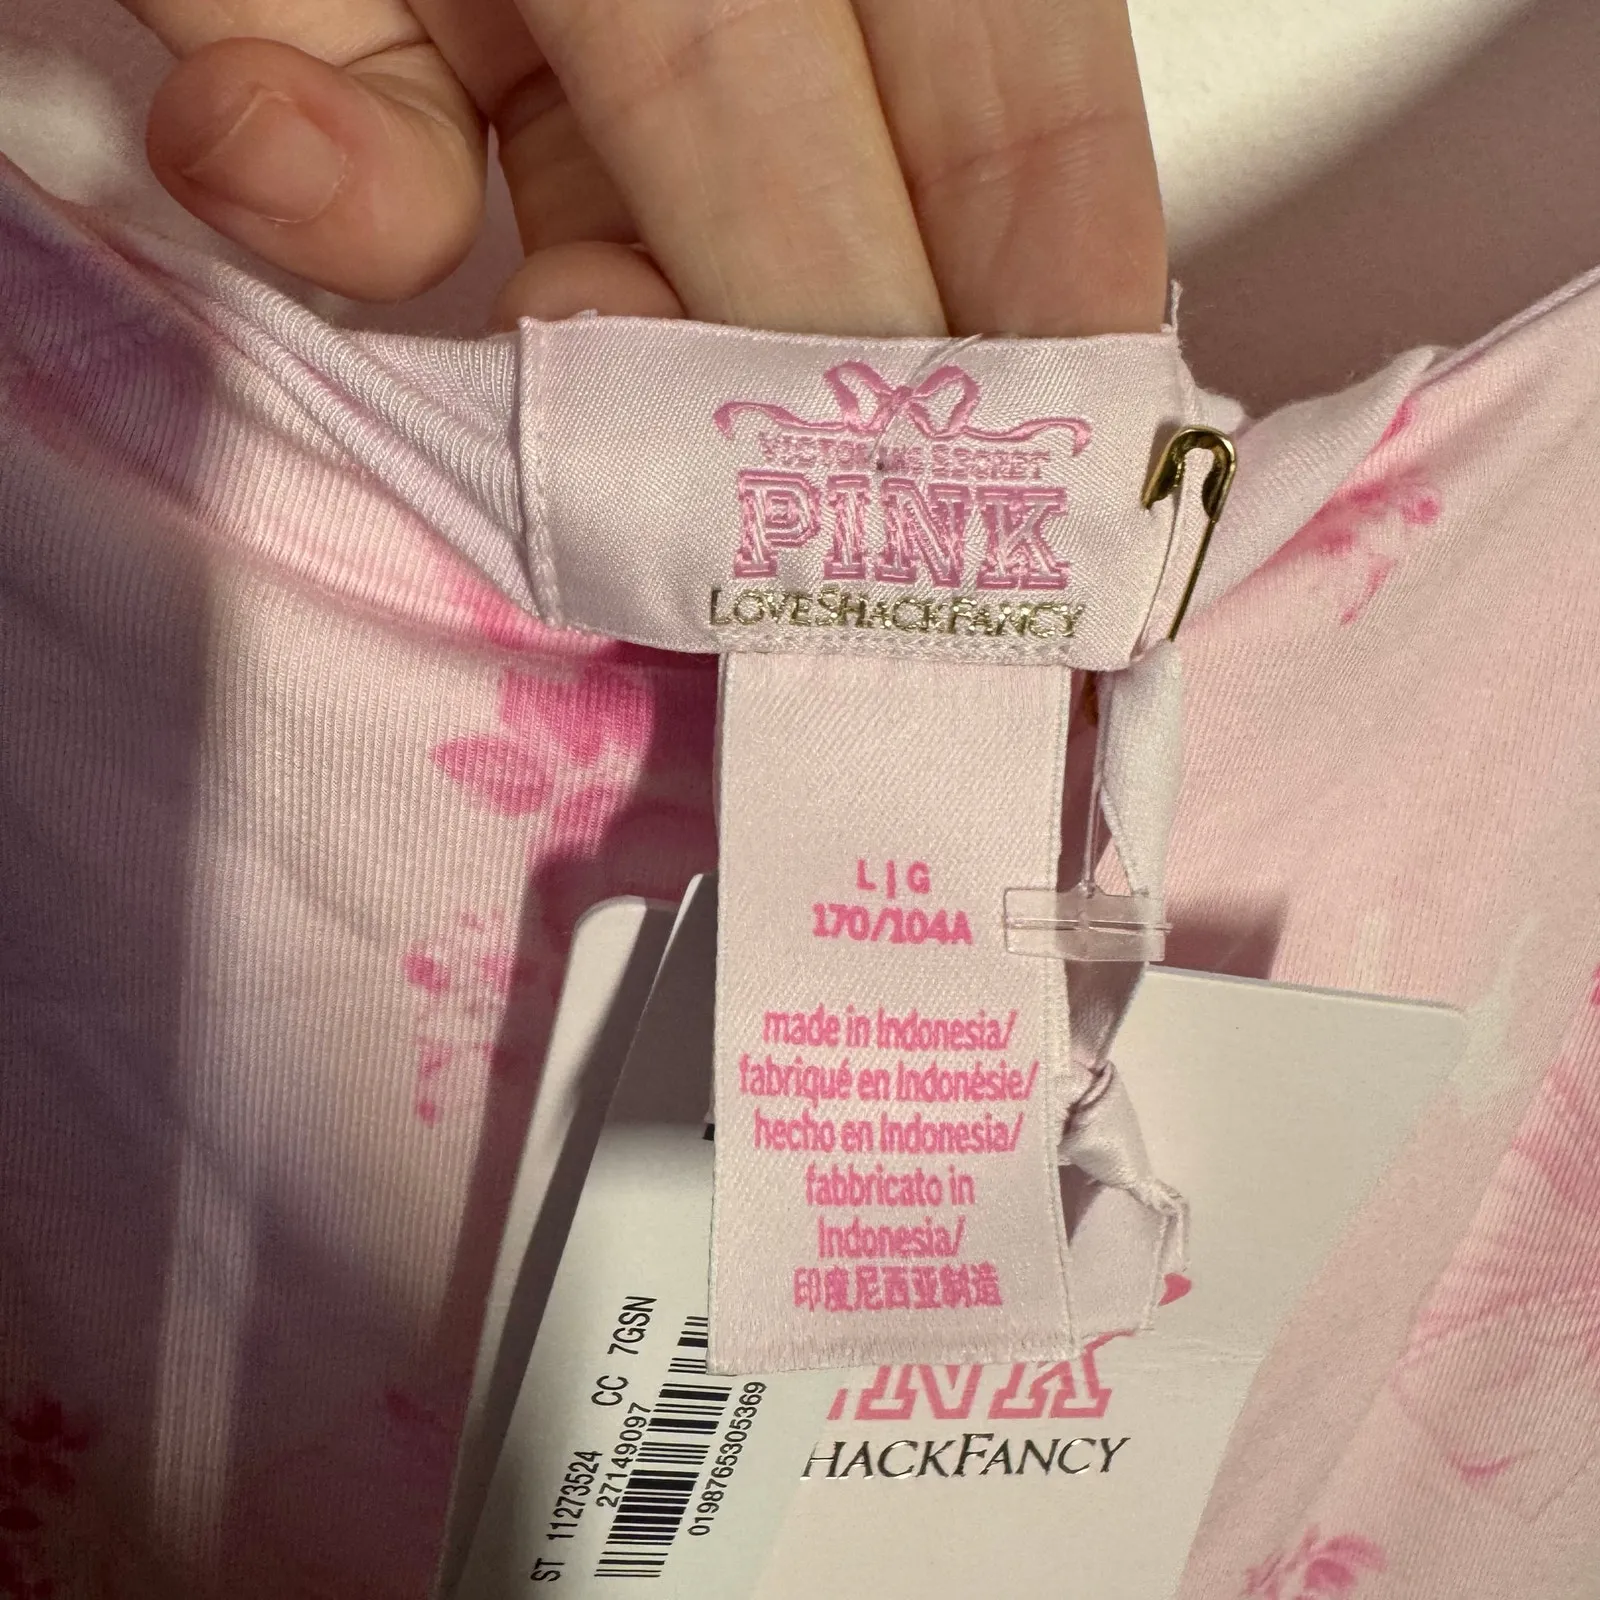 VICTORIA'S SECRET
PINK
LOVESHACKFANCY
L | G
170/104A
made in Indonesia/
fabriqué en Indonésie/
hecho en Indonesia/
fabbricato in
Indonesia/
印度尼西亚制造
HACKFANCY
ST 11273524 CC 7GSN
27149097
0198765305369